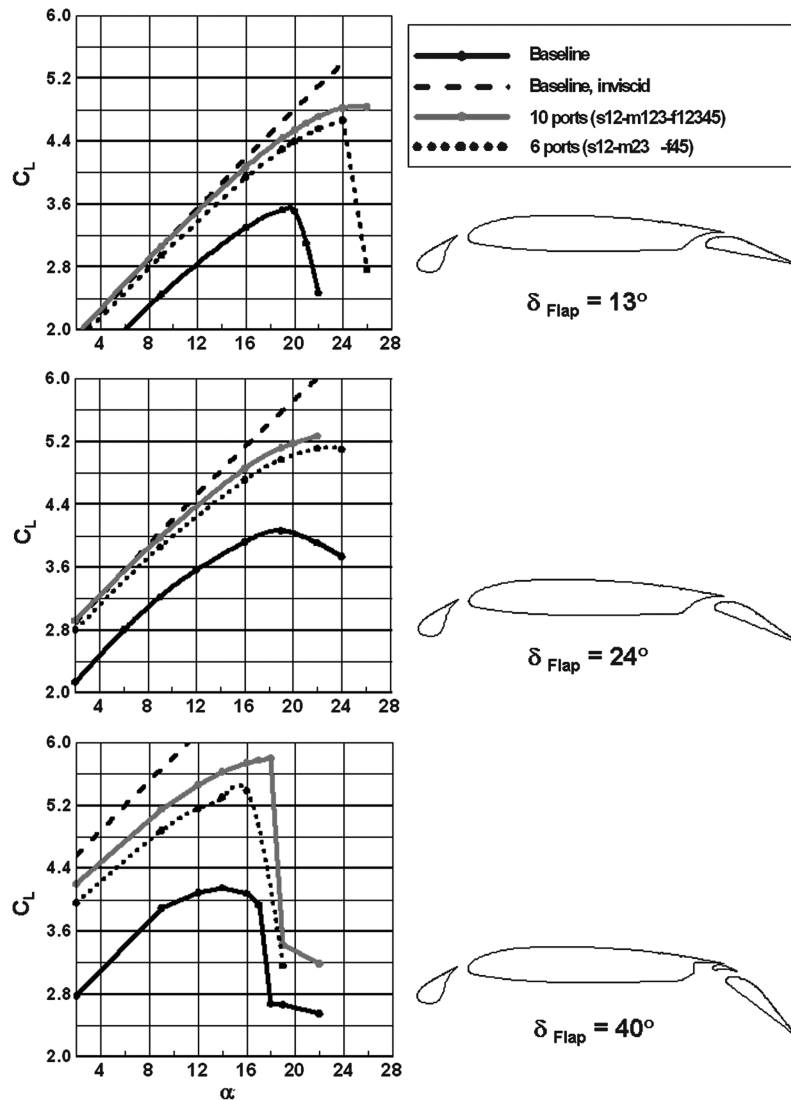 6.0
5.2
4.4
3.6
2.8
2.0
C_L
4 8 12 16 20 24 28
Baseline
Baseline, inviscid
10 ports (s12-m123-f12345)
6 ports (s12-m23 -f45)
δ Flap = 13°
6.0
5.2
4.4
3.6
2.8
2.0
C_L
4 8 12 16 20 24 28
δ Flap = 24°
6.0
5.2
4.4
3.6
2.8
2.0
C_L
4 8 12 16 20 24 28
α
δ Flap = 40°